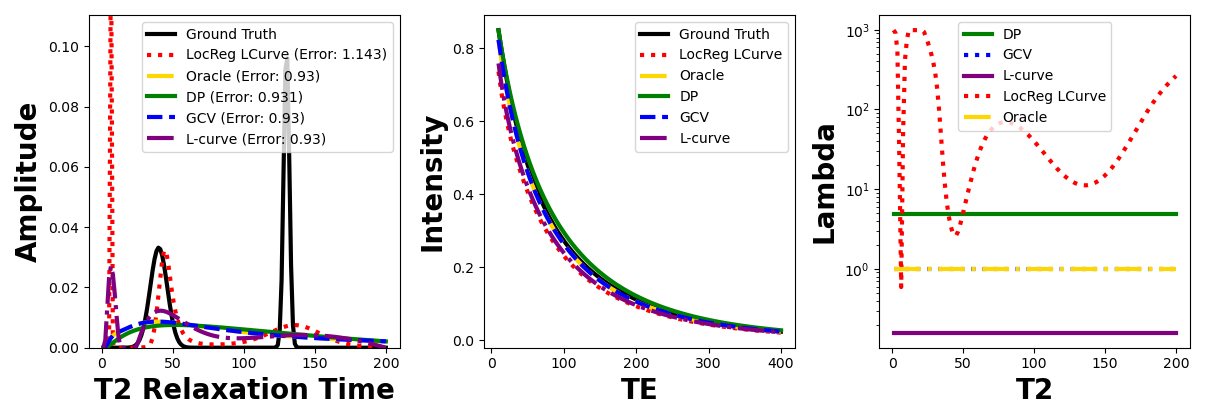 Amplitude
0.10
0.08
0.06
0.04
0.02
0.00
0
50
100
150
200
T2 Relaxation Time
Ground Truth
LocReg LCurve (Error: 1.143)
Oracle (Error: 0.93)
DP (Error: 0.931)
GCV (Error: 0.93)
L-curve (Error: 0.93)
Intensity
0.8
0.6
0.4
0.2
0.0
0
100
200
300
400
TE
Ground Truth
LocReg LCurve
Oracle
DP
GCV
L-curve
Lambda
10³
10²
10¹
10⁰
0
50
100
150
200
T2
DP
GCV
L-curve
LocReg LCurve
Oracle